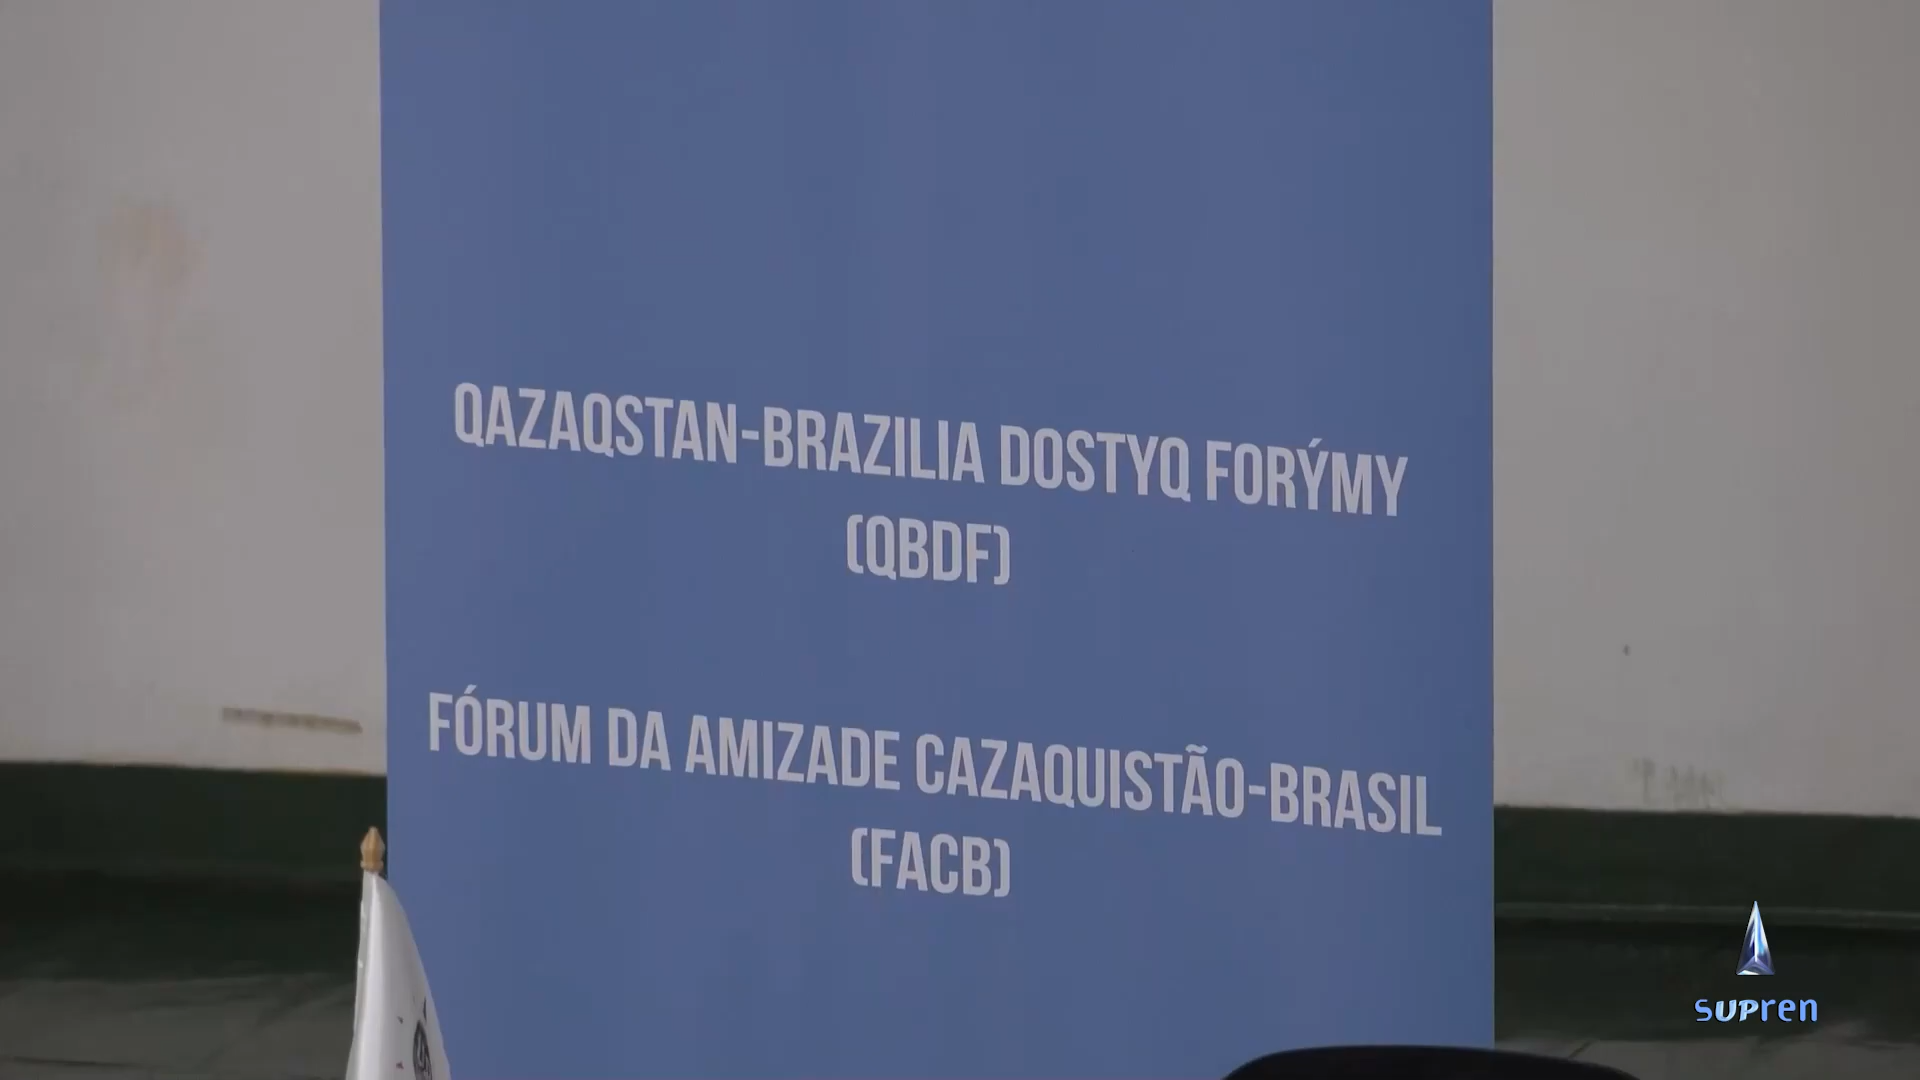 QAZAQSTAN-BRAZILIA DOSTYQ FORÝMY
(QBDF)
FÓRUM DA AMIZADE CAZAQUISTÃO-BRASIL
(FACB)
SUPren